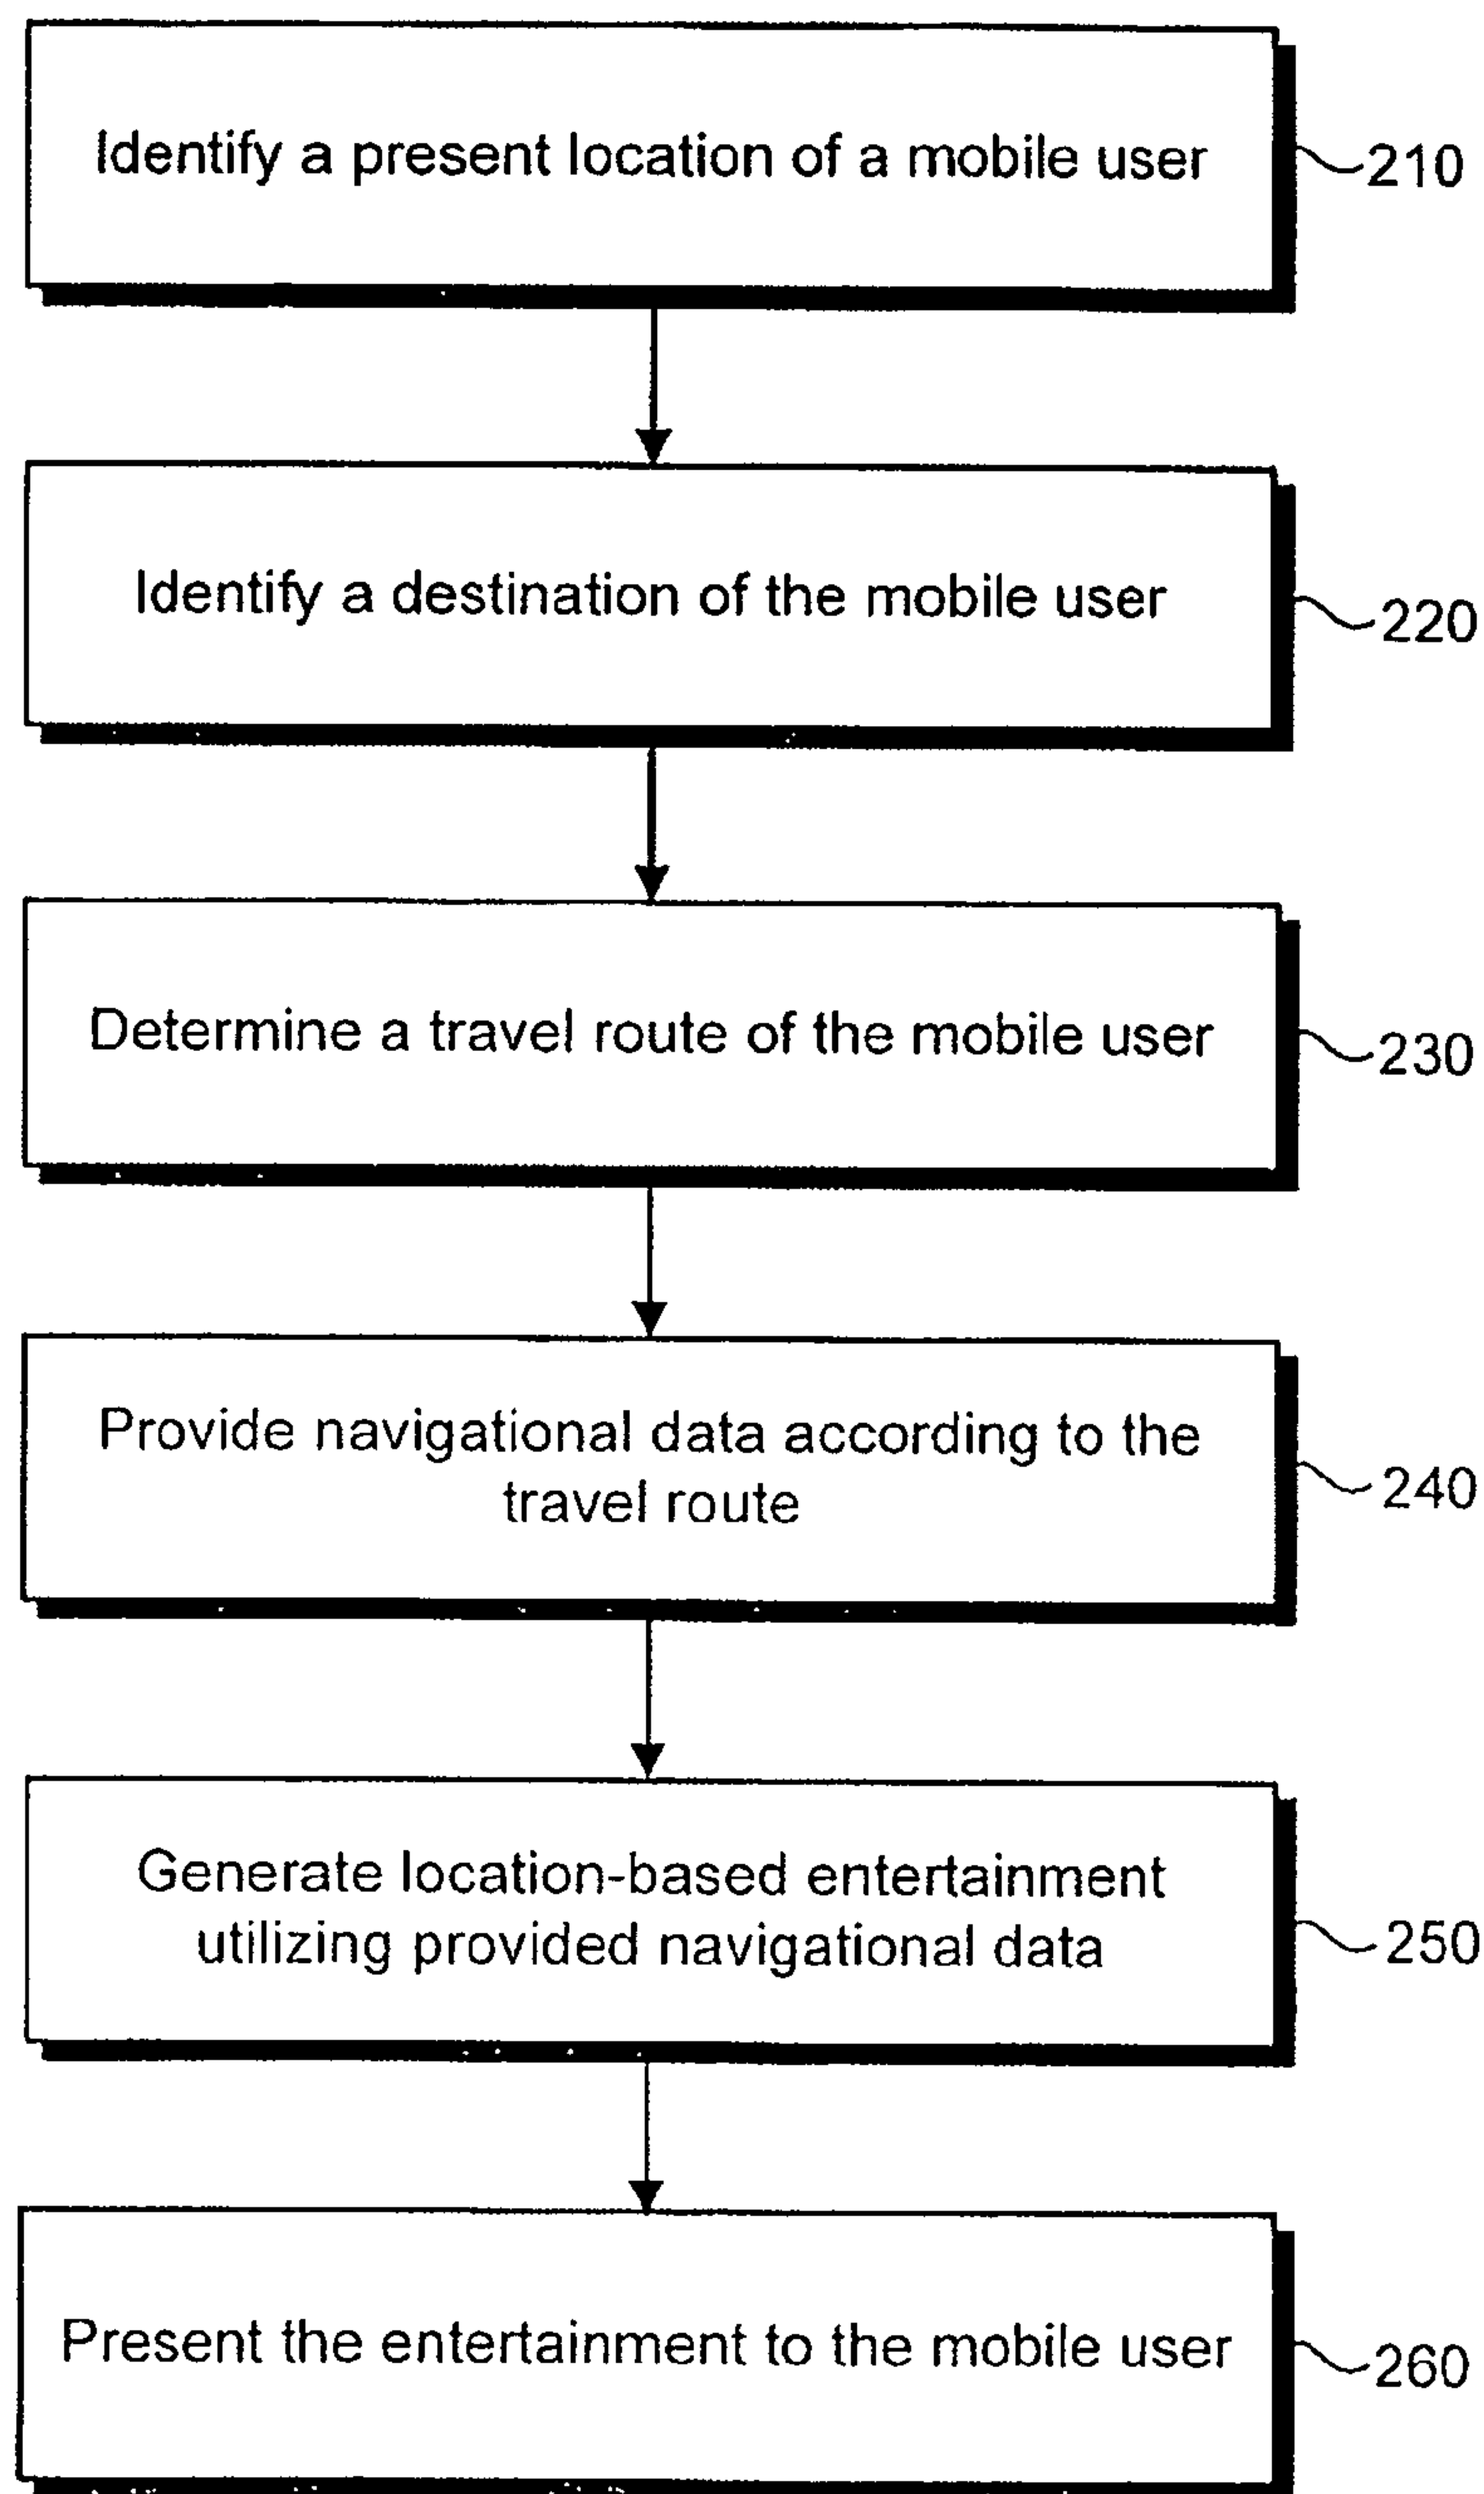 Identify a present location of a mobile user
210
Identify a destination of the mobile user
220
Determine a travel route of the mobile user
230
Provide navigational data according to the
travel route
240
Generate location-based entertainment
utilizing provided navigational data
250
Present the entertainment to the mobile user
260